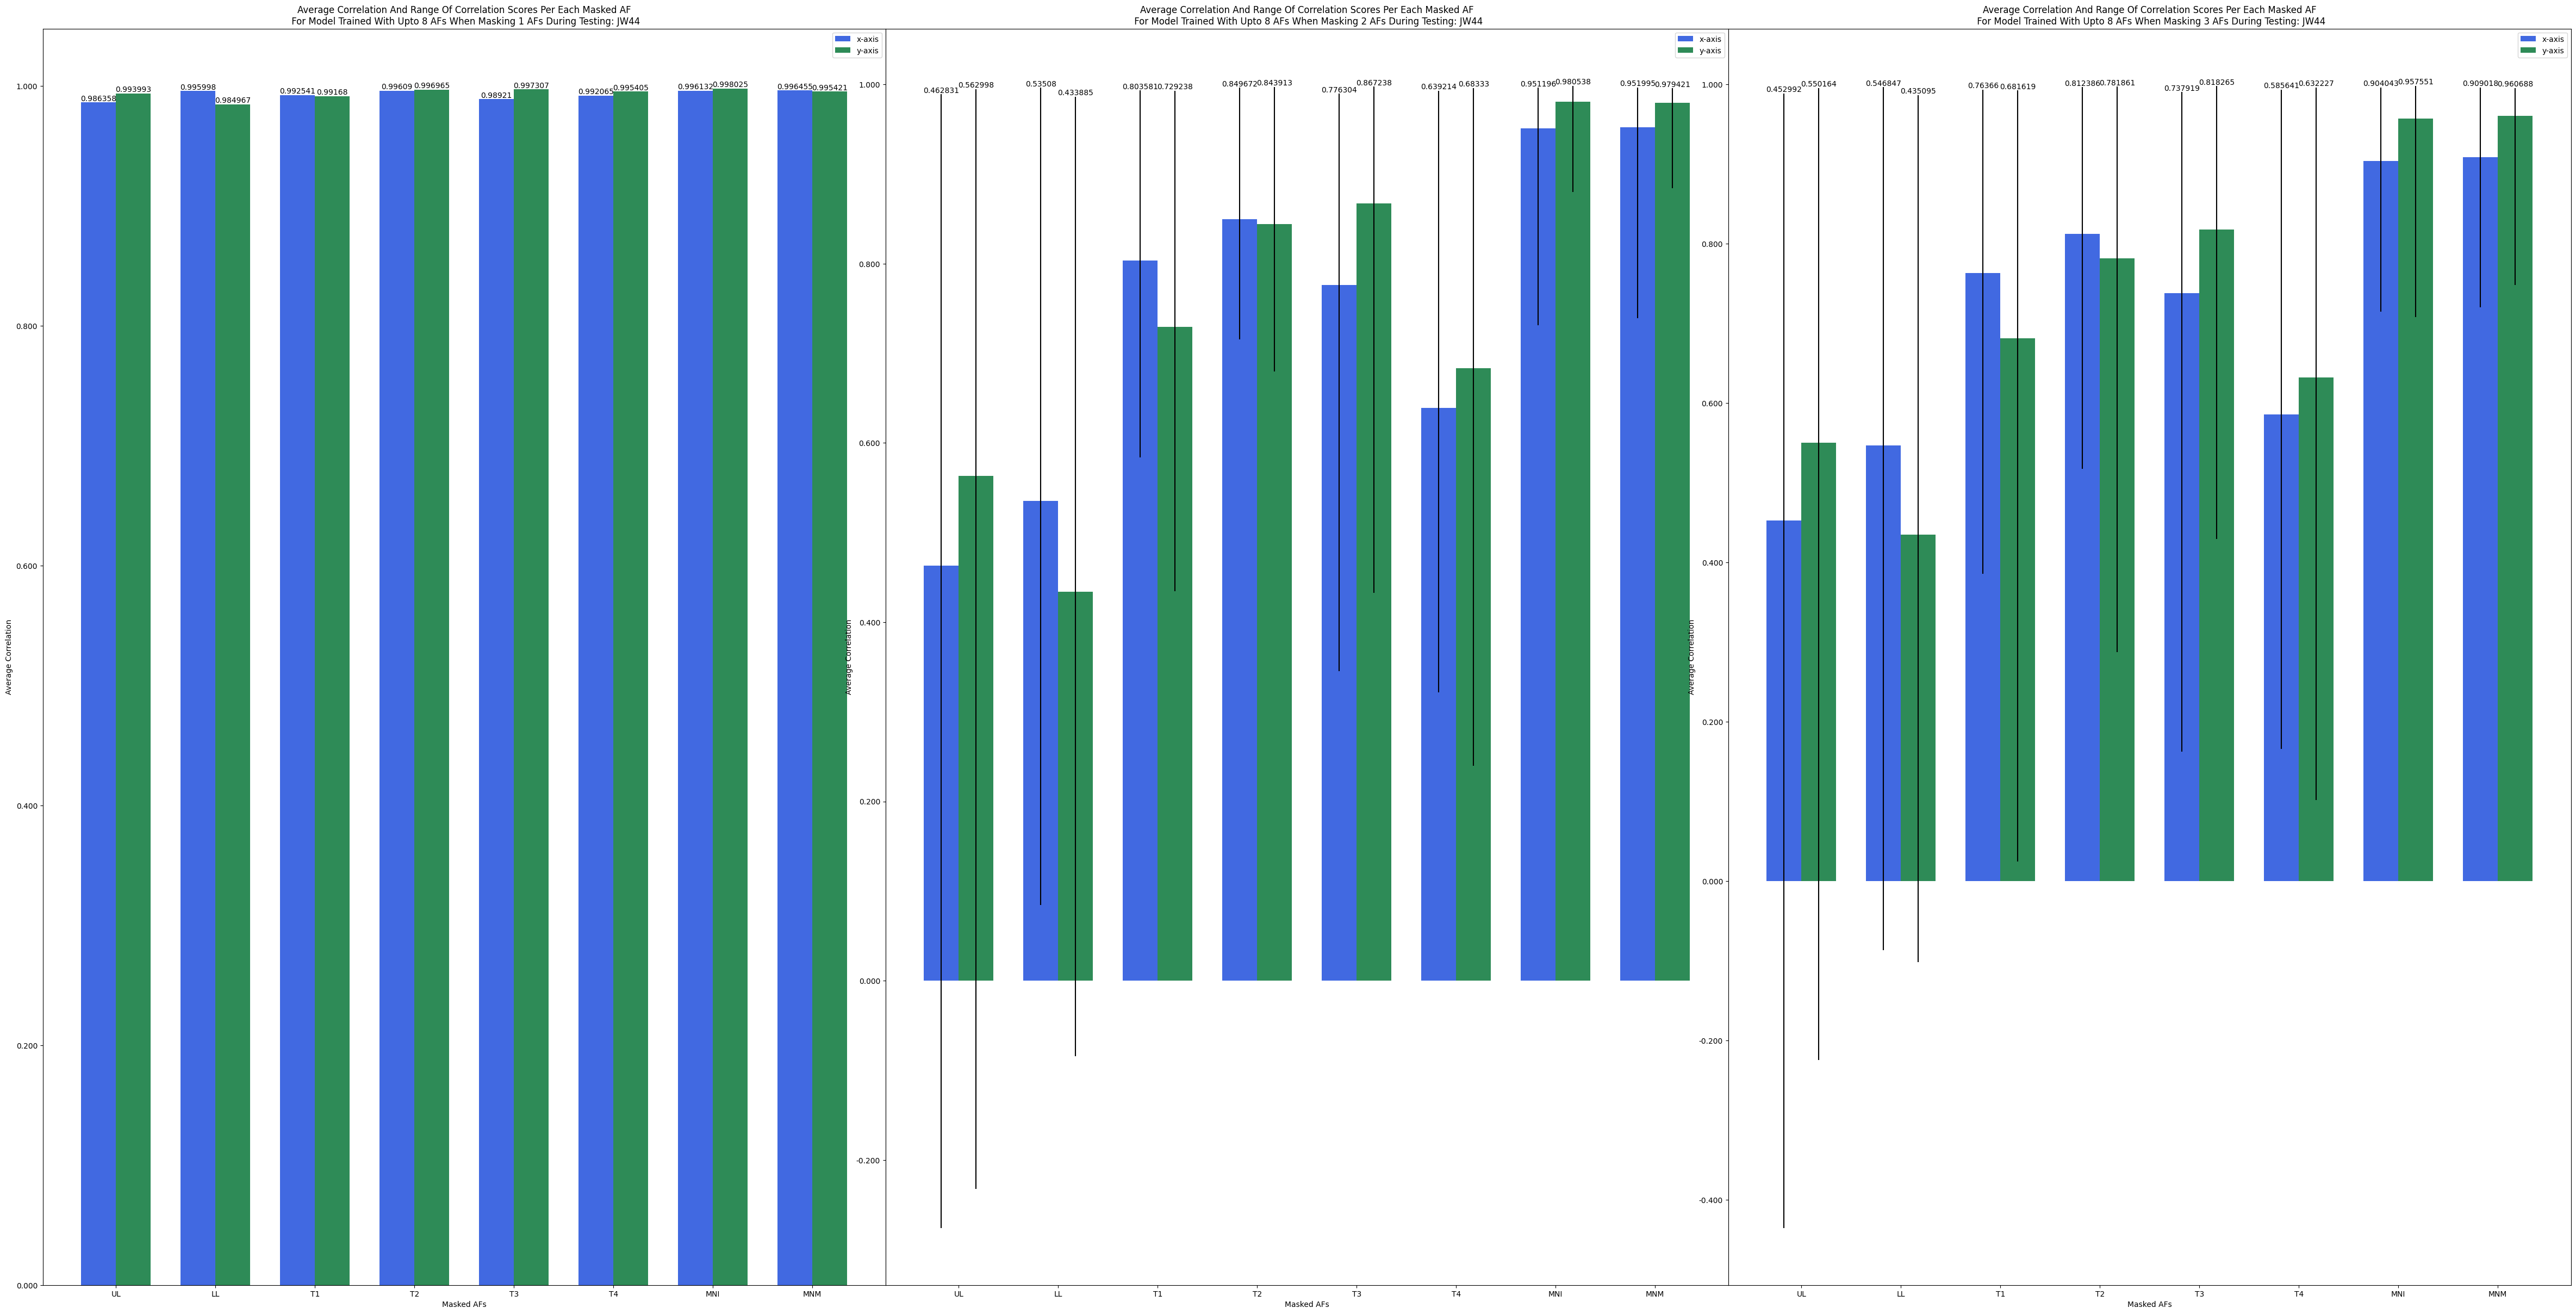 Average Correlation And Range Of Correlation Scores Per Each Masked AF
For Model Trained With Upto 8 AFs When Masking 1 AFs During Testing: JW44
x-axis
y-axis
0.986358 0.993993 0.995998 0.984967 0.992541 0.99168 0.99609 0.996965 0.98921 0.997307 0.992065 0.995405 0.996132 0.998025 0.996455 0.995421
1.000
0.800
0.600
0.400
0.200
0.000
Average Correlation
UL LL T1 T2 T3 T4 MNI MNM
Masked AFs
Average Correlation And Range Of Correlation Scores Per Each Masked AF
For Model Trained With Upto 8 AFs When Masking 2 AFs During Testing: JW44
x-axis
y-axis
0.462831 0.562998 0.53508 0.433885 0.803581 0.729238 0.849672 0.843913 0.776304 0.867238 0.639214 0.68333 0.951196 0.980538 0.951995 0.979421
1.000
0.800
0.600
0.400
0.200
0.000
-0.200
Average Correlation
UL LL T1 T2 T3 T4 MNI MNM
Masked AFs
Average Correlation And Range Of Correlation Scores Per Each Masked AF
For Model Trained With Upto 8 AFs When Masking 3 AFs During Testing: JW44
x-axis
y-axis
0.452992 0.550164 0.546847 0.435095 0.76366 0.681619 0.812386 0.781861 0.737919 0.818265 0.585641 0.632227 0.904043 0.957551 0.909018 0.960688
1.000
0.800
0.600
0.400
0.200
0.000
-0.200
-0.400
Average Correlation
UL LL T1 T2 T3 T4 MNI MNM
Masked AFs